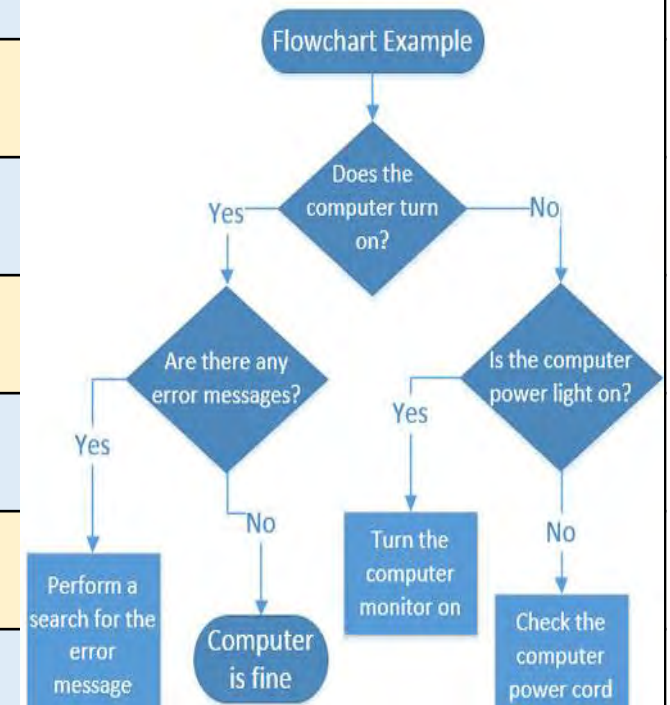 Flowchart Example
Does the
computer turn
on?
Yes
No
Are there any
error messages?
Is the computer
power light on?
Yes
No
Yes
No
Perform a
search for the
error
message
Computer
is fine
Turn the
computer
monitor on
Check the
computer
power cord